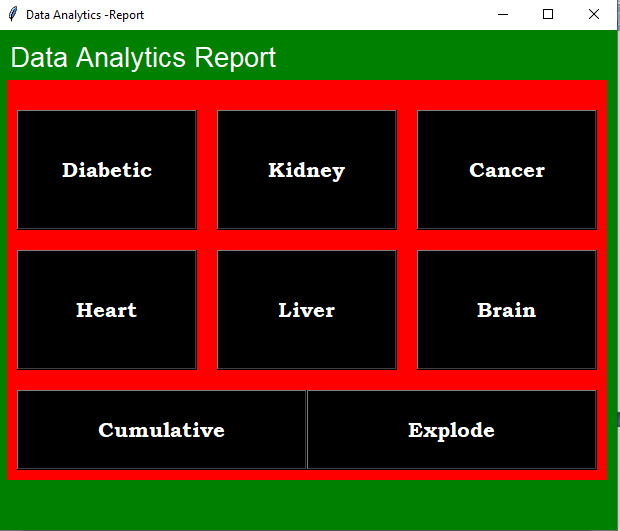 Data Analytics -Report
Data Analytics Report
Diabetic Kidney Cancer
Heart Liver Brain
Cumulative Explode